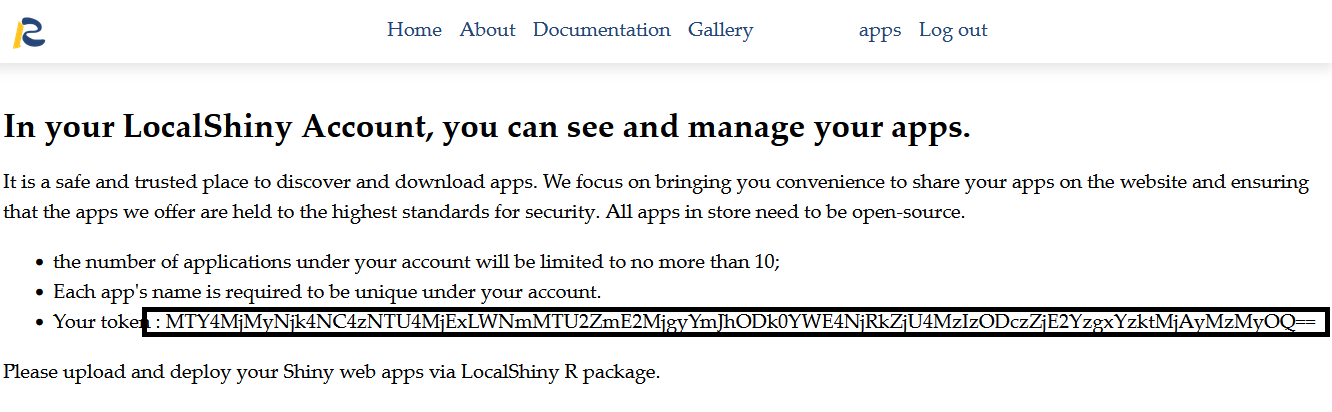 R
Home About Documentation Gallery apps Log out
In your LocalShiny Account, you can see and manage your apps.
It is a safe and trusted place to discover and download apps. We focus on bringing you convenience to share your apps on the website and ensuring
that the apps we offer are held to the highest standards for security. All apps in store need to be open-source.
• the number of applications under your account will be limited to no more than 10;
• Each app's name is required to be unique under your account.
• Your token : MTY4MjMyNjk4NC4zNTU4MjExLWNmMTU2ZmE2MjgyYmJhODk0YWE4NjRkZjU4MzIzODczZjE2YzgxYzktMjAyMzMyOQ==
Please upload and deploy your Shiny web apps via LocalShiny R package.